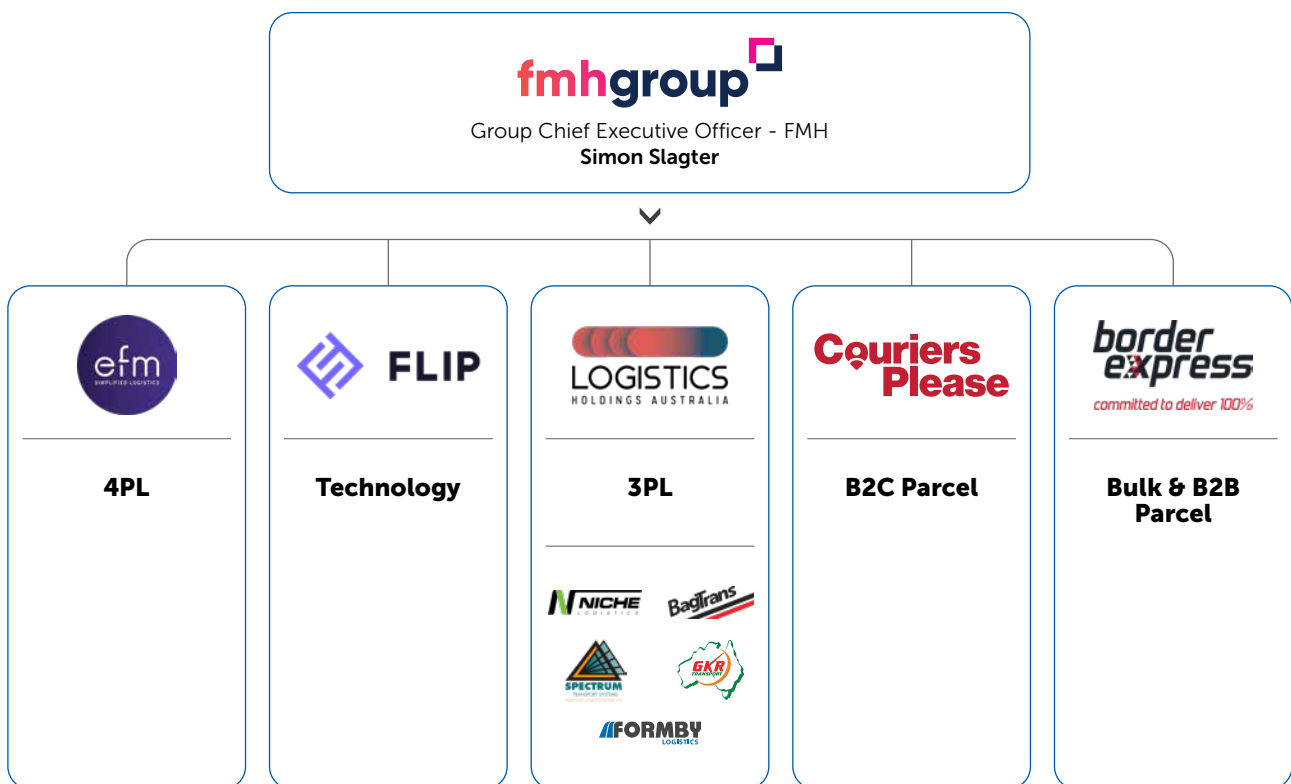 fmhgroup
Group Chief Executive Officer - FMH
Simon Slagter
efm
SIMPLIFIED LOGISTICS
FLIP
LOGISTICS
HOLDINGS AUSTRALIA
Couriers
Please
border
express
committed to deliver 100%
4PL
Technology
3PL
B2C Parcel
Bulk & B2B
Parcel
NICHE
LOGISTICS
BagTrans
SPECTRUM
TRANSPORT SYSTEMS
GKR
TRANSPORT
FORMBY
LOGISTICS